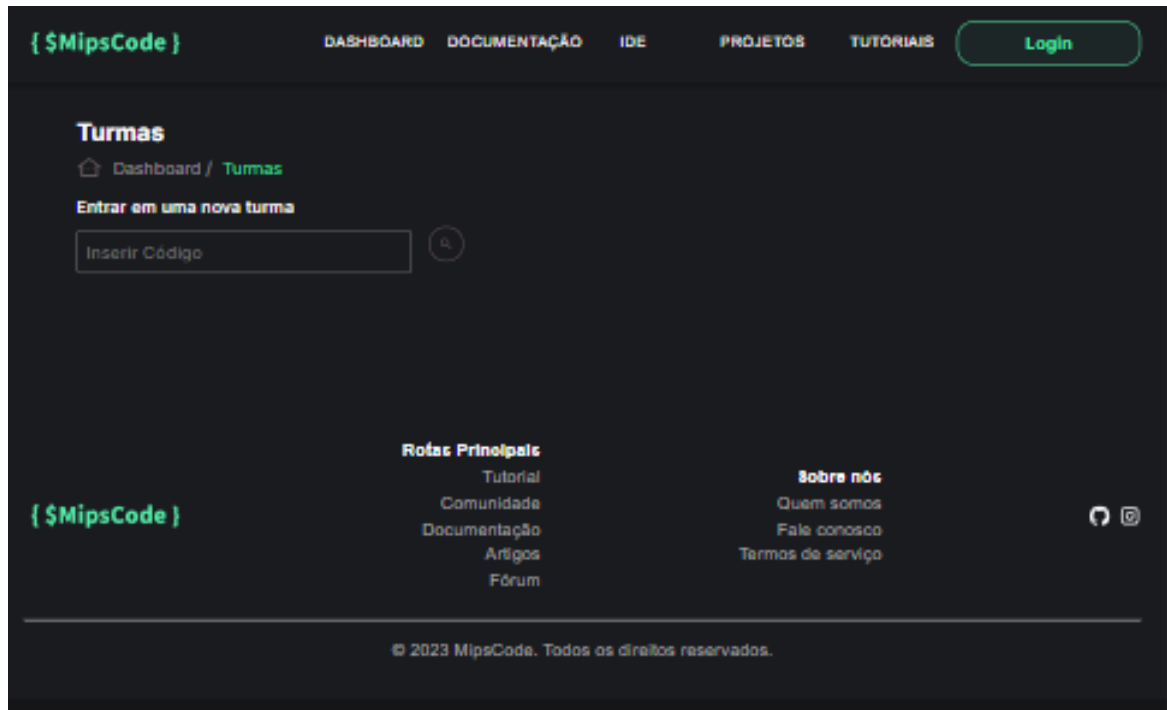 { $MipsCode } DASHBOARD DOCUMENTAÇÃO IDE PROJETOS TUTORIAIS Login
Turmas
Dashboard / Turmas
Entrar em uma nova turma
Inserir Código
{ $MipsCode }
Rotas Principais
Tutorial
Comunidade
Documentação
Artigos
Fórum
Sobre nós
Quem somos
Fale conosco
Termos de serviço
© 2023 MipsCode. Todos os direitos reservados.